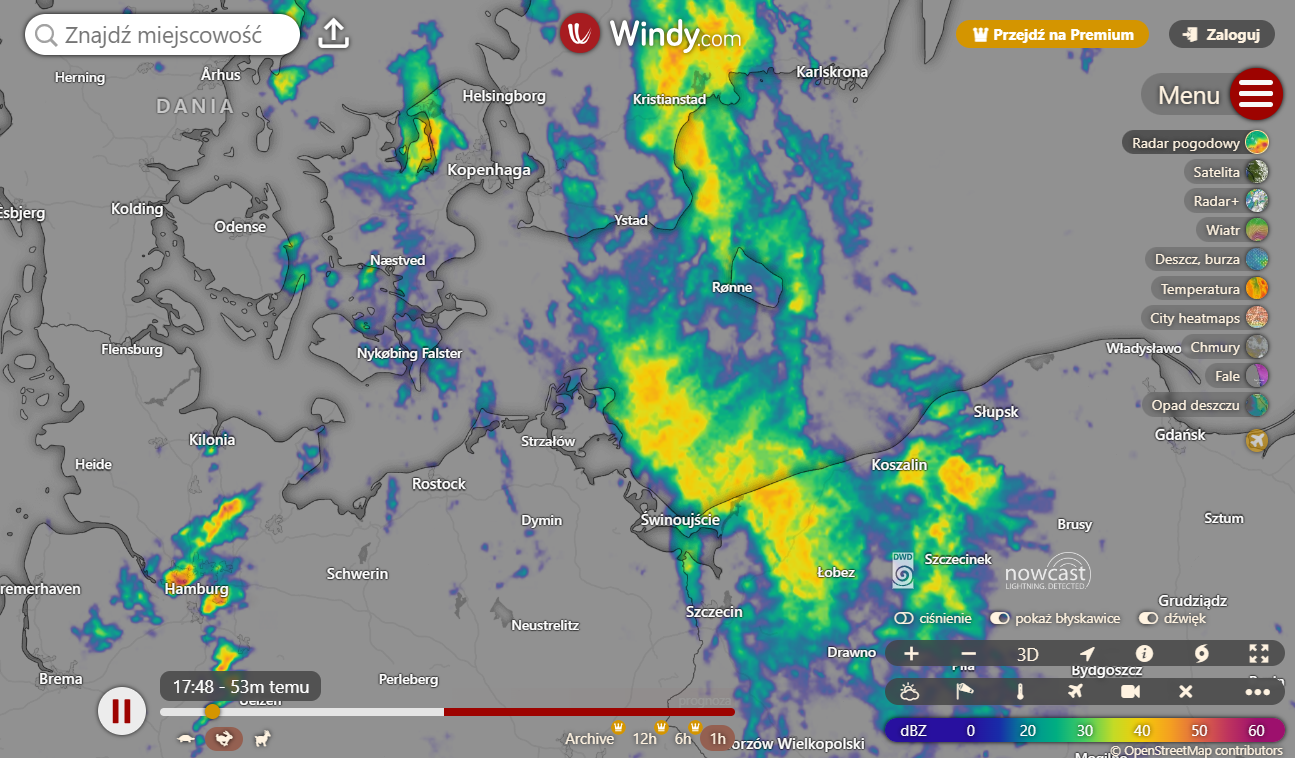 Znajdź miejscowość
Windy.com
Przejdź na Premium
Zaloguj
Menu
Herning
Århus
DANIA
Helsingborg
Kristianstad
Karlskrona
Radar pogodowy
Kopenhaga
Satelita
Radar+
Esbjerg
Kolding
Odense
Ystad
Wiatr
Næstved
Deszcz, burza
Rønne
Temperatura
City heatmaps
Flensburg
Nykøbing Falster
Władysławo
Chmury
Fale
Opad deszczu
Słupsk
Kilonia
Strzałów
Gdańsk
Heide
Koszalin
Rostock
Dymin
Świnoujście
Brusy
Sztum
DWD
Szczecinek
nowcast
LIGHTNING. DETECTED.
Schwerin
Łobez
remerhaven
Hamburg
Szczecin
Grudziądz
Neustrelitz
ciśnienie
pokaż błyskawice
dźwięk
Drawno
3D
Piła
Bydgoszcz
Brema
Perleberg
17:48 - 53m temu
Uelzen
prognoza
Archive
12h
6h
1h
orzów Wielkopolski
dBZ 0 20 30 40 50 60
© OpenStreetMap contributors